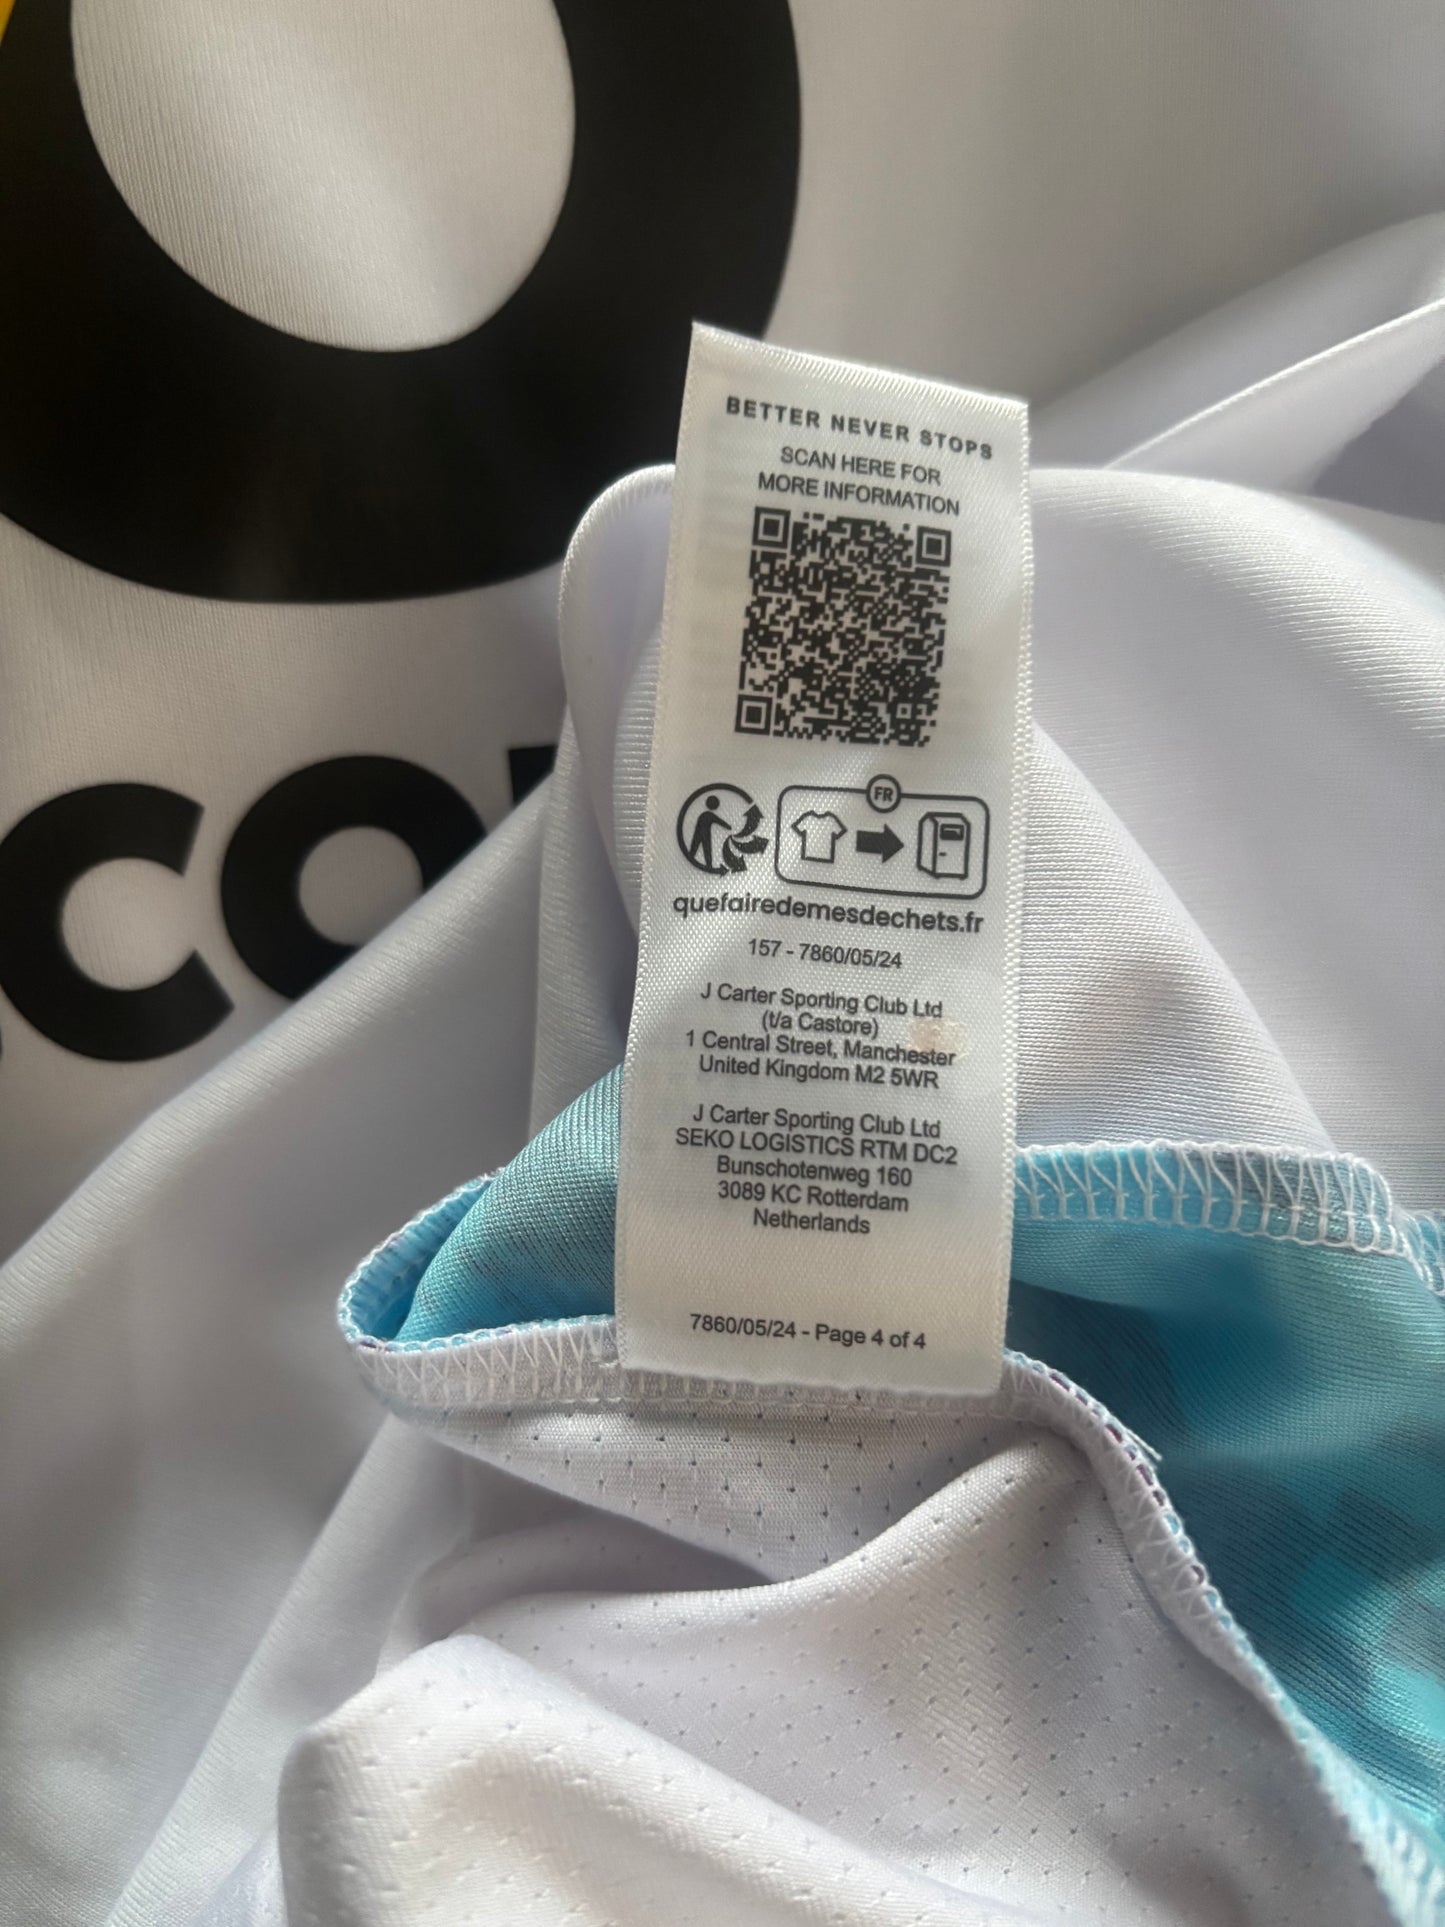 BETTER NEVER STOPS
SCAN HERE FOR
MORE INFORMATION
FR
quefairedemesdechets.fr
157 - 7860/05/24
J Carter Sporting Club Ltd
(t/a Castore)
1 Central Street, Manchester
United Kingdom M2 5WR
J Carter Sporting Club Ltd
SEKO LOGISTICS RTM DC2
Bunschotenweg 160
3089 KC Rotterdam
Netherlands
7860/05/24 - Page 4 of 4